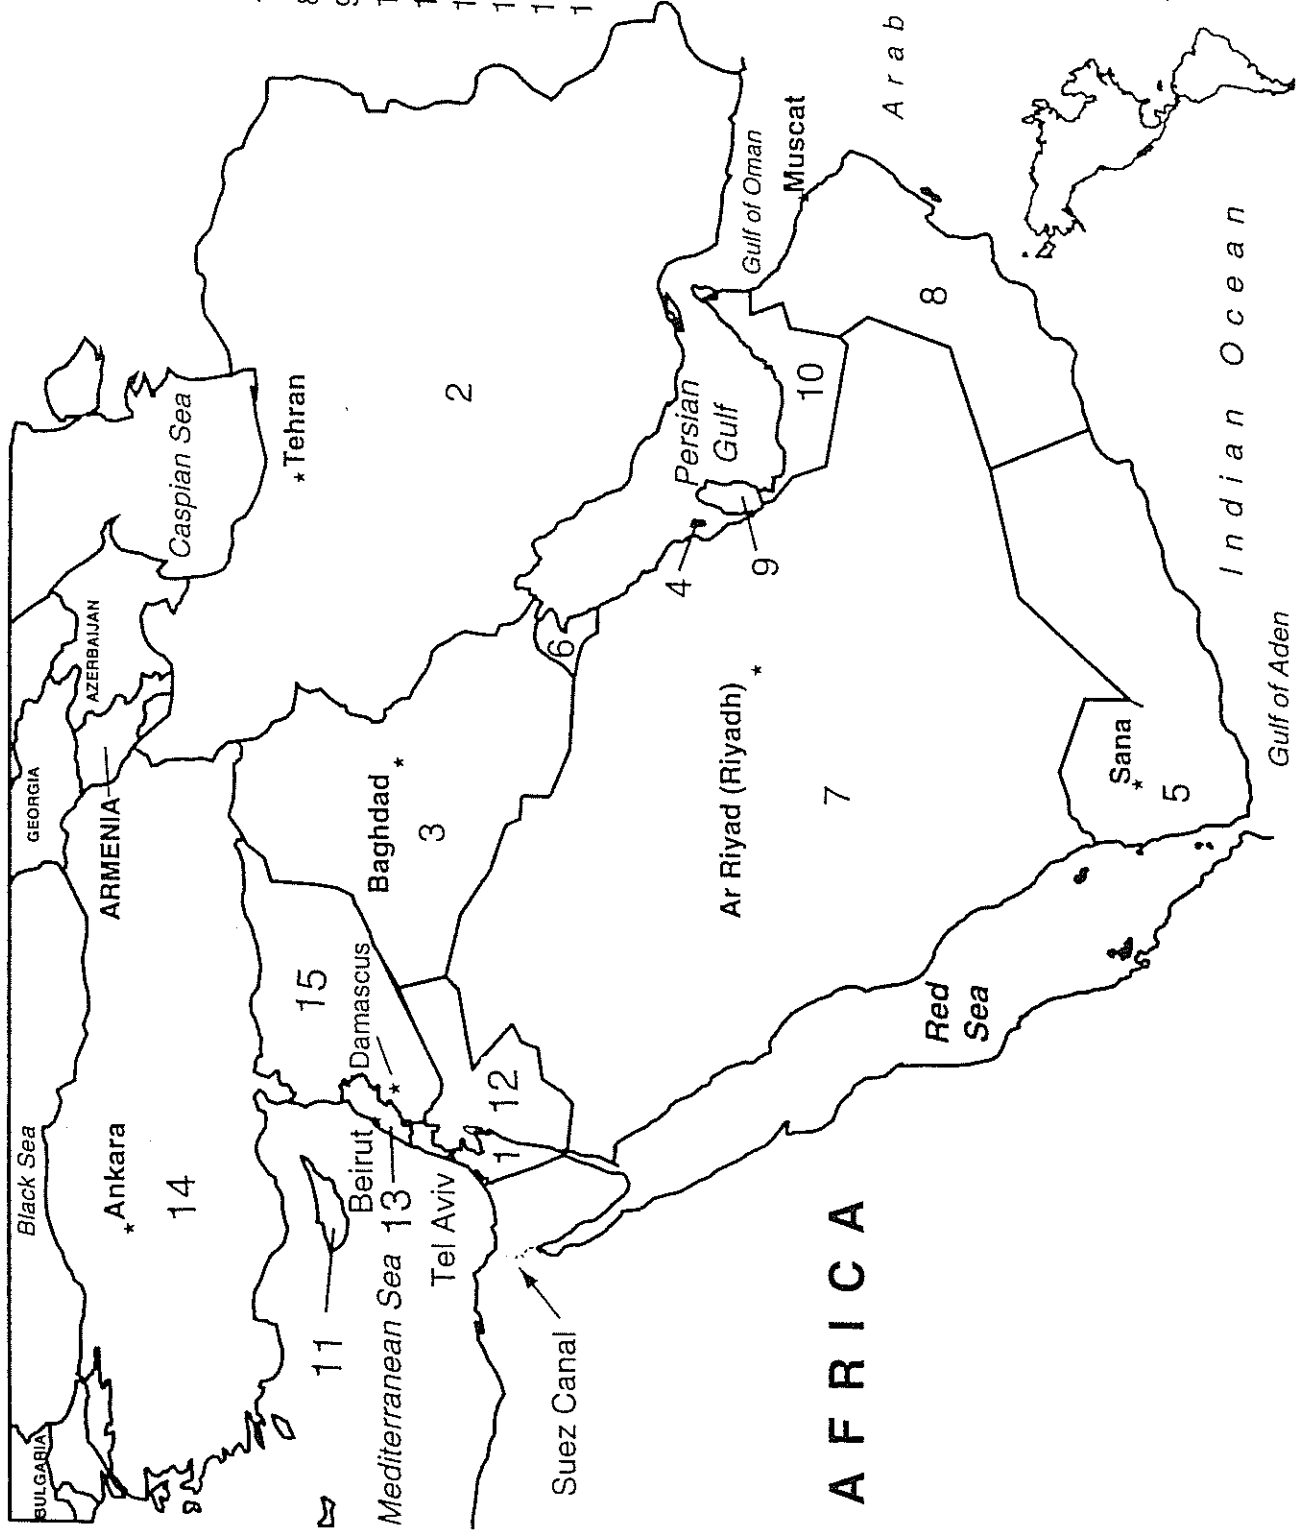 BULGARIA
Black Sea
GEORGIA
ARMENIA
AZERBAIJAN
Caspian Sea
*Ankara
14
*Tehran
2
11
Mediterranean Sea
Beirut
13
Tel Aviv
*
Damascus
15
Baghdad *
3
1
12
6
Suez Canal
Persian
Gulf
4
9
10
Gulf of Oman
Muscat
Ar Riyad (Riyadh) *
7
8
Arab
AFRICA
Red
Sea
Sana
*
5
Gulf of Aden
Indian Ocean